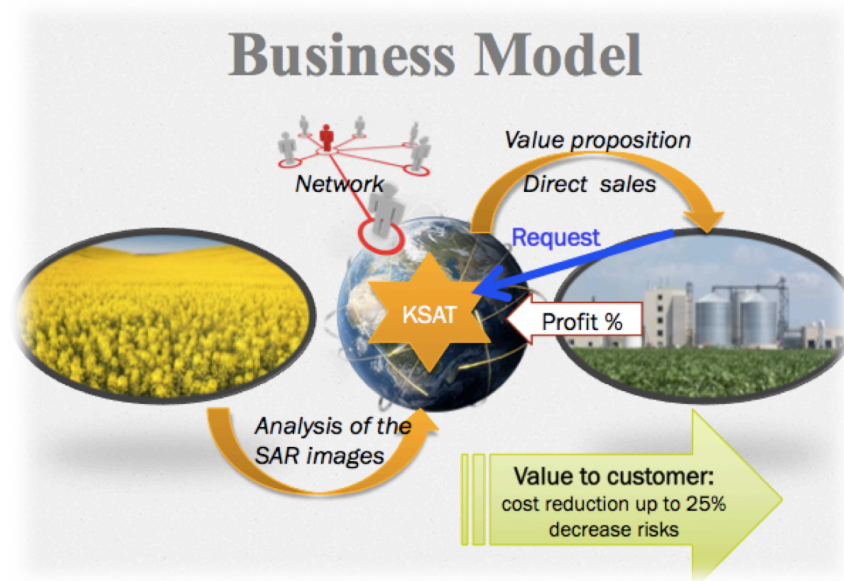 Business Model
Value proposition
Network
Direct sales
Request
KSAT
Profit %
Analysis of the
SAR images
Value to customer:
cost reduction up to 25%
decrease risks